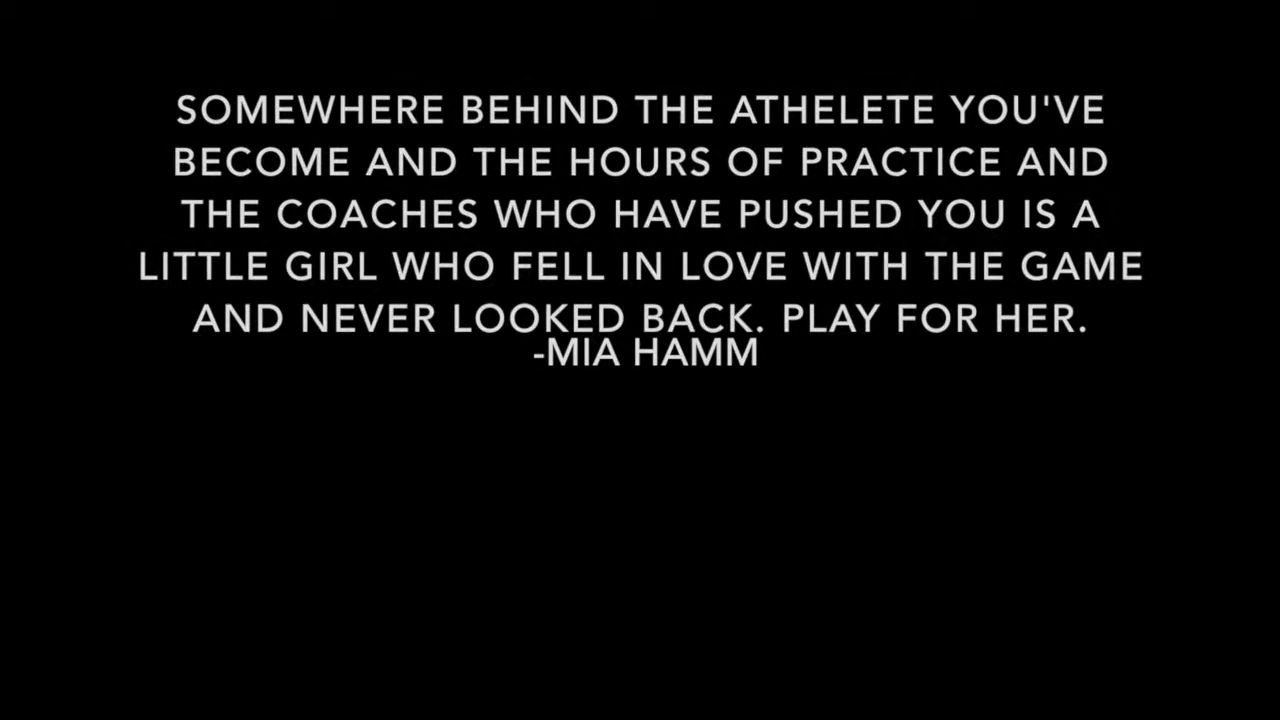 SOMEWHERE BEHIND THE ATHELETE YOU'VE
BECOME AND THE HOURS OF PRACTICE AND
THE COACHES WHO HAVE PUSHED YOU IS A
LITTLE GIRL WHO FELL IN LOVE WITH THE GAME
AND NEVER LOOKED BACK. PLAY FOR HER.
-MIA HAMM